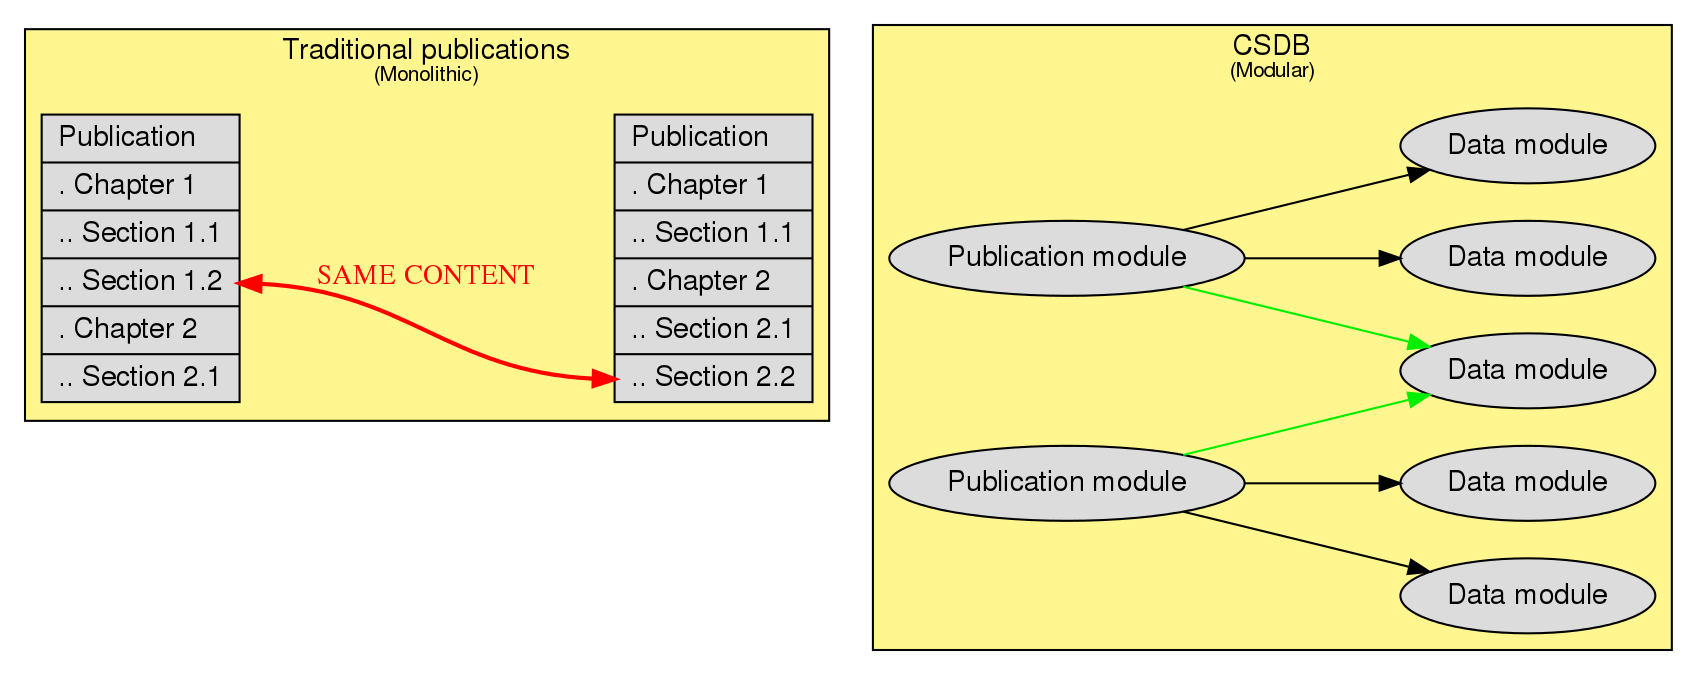 Traditional publications
(Monolithic)
Publication
. Chapter 1
.. Section 1.1
.. Section 1.2
. Chapter 2
.. Section 2.1
SAME CONTENT
Publication
. Chapter 1
.. Section 1.1
. Chapter 2
.. Section 2.1
.. Section 2.2
CSDB
(Modular)
Publication module
Publication module
Data module
Data module
Data module
Data module
Data module